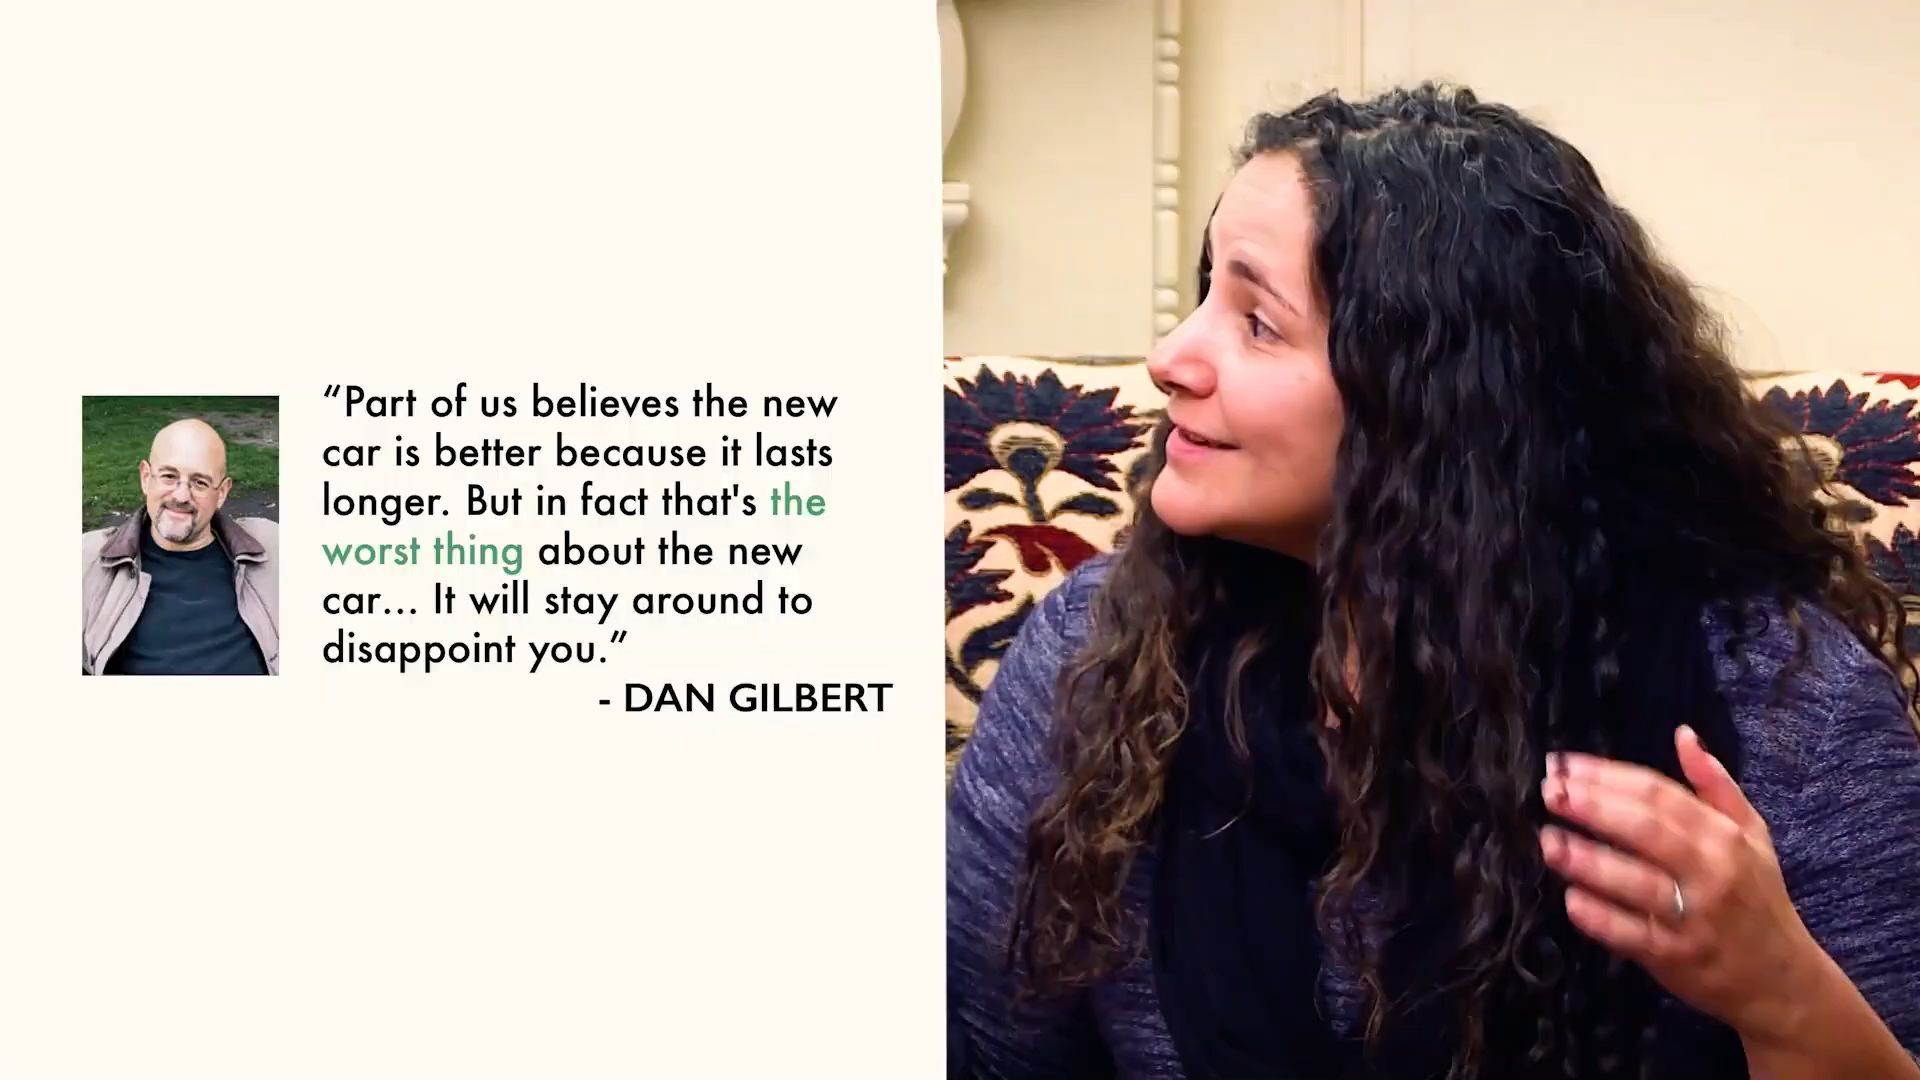 “Part of us believes the new
car is better because it lasts
longer. But in fact that's the
worst thing about the new
car... It will stay around to
disappoint you.”
- DAN GILBERT